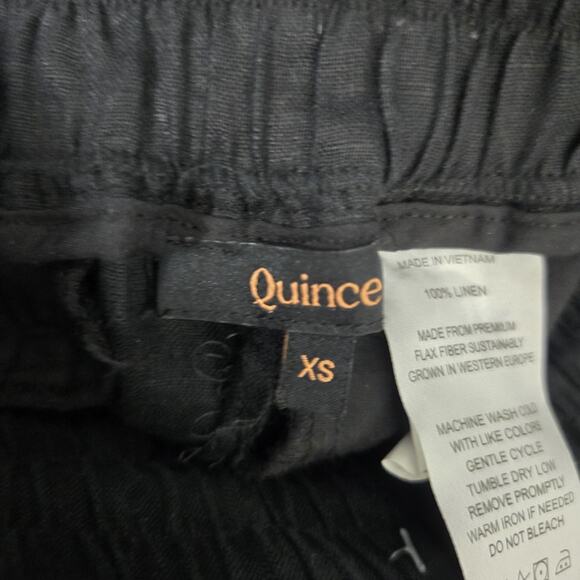 Quince
XS
MADE IN VIETNAM
100% LINEN
MADE FROM PREMIUM
FLAX FIBER SUSTAINABLY
GROWN IN WESTERN EUROPE
MACHINE WASH COLD
WITH LIKE COLORS
GENTLE CYCLE
TUMBLE DRY LOW
REMOVE PROMPTLY
WARM IRON IF NEEDED
DO NOT BLEACH